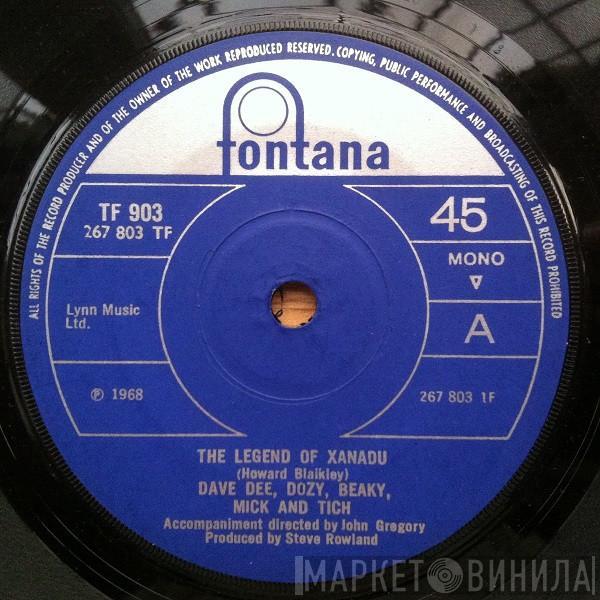 ALL RIGHTS OF THE RECORD PRODUCER AND OF THE OWNER OF THE WORK REPRODUCED RESERVED. COPYING, PUBLIC PERFORMANCE AND BROADCASTING OF THIS RECORD PROHIBITED
fontana
TF 903
267 803 TF
45
MONO
Lynn Music
Ltd.
A
℗ 1968
267 803 1F
THE LEGEND OF XANADU
(Howard Blaikley)
DAVE DEE, DOZY, BEAKY,
MICK AND TICH
Accompaniment directed by John Gregory
Produced by Steve Rowland
МАРКЕТ ВИНИЛА